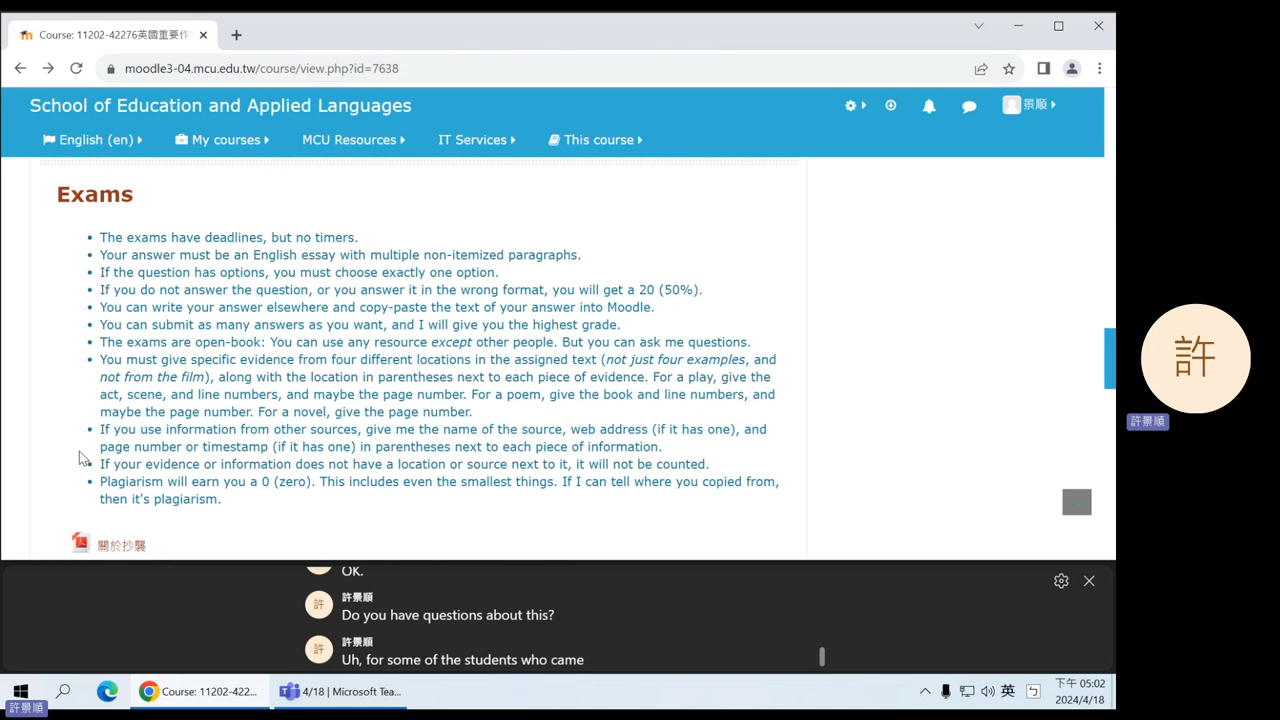 Course: 11202-42276英國重要作
moodle3-04.mcu.edu.tw/course/view.php?id=7638
School of Education and Applied Languages
景順
English (en)
My courses
MCU Resources
IT Services
This course
Exams
• The exams have deadlines, but no timers.
• Your answer must be an English essay with multiple non-itemized paragraphs.
• If the question has options, you must choose exactly one option.
• If you do not answer the question, or you answer it in the wrong format, you will get a 20 (50%).
• You can write your answer elsewhere and copy-paste the text of your answer into Moodle.
• You can submit as many answers as you want, and I will give you the highest grade.
• The exams are open-book: You can use any resource except other people. But you can ask me questions.
• You must give specific evidence from four different locations in the assigned text (not just four examples, and
not from the film), along with the location in parentheses next to each piece of evidence. For a play, give the
act, scene, and line numbers, and maybe the page number. For a poem, give the book and line numbers, and
maybe the page number. For a novel, give the page number.
• If you use information from other sources, give me the name of the source, web address (if it has one), and
page number or timestamp (if it has one) in parentheses next to each piece of information.
• If your evidence or information does not have a location or source next to it, it will not be counted.
• Plagiarism will earn you a 0 (zero). This includes even the smallest things. If I can tell where you copied from,
then it's plagiarism.
關於抄襲
許
許景順
OK.
許
許景順
Do you have questions about this?
許
許景順
Uh, for some of the students who came
Course: 11202-422...
4/18 | Microsoft Tea...
英
ㄅ
下午 05:02
2024/4/18
許景順